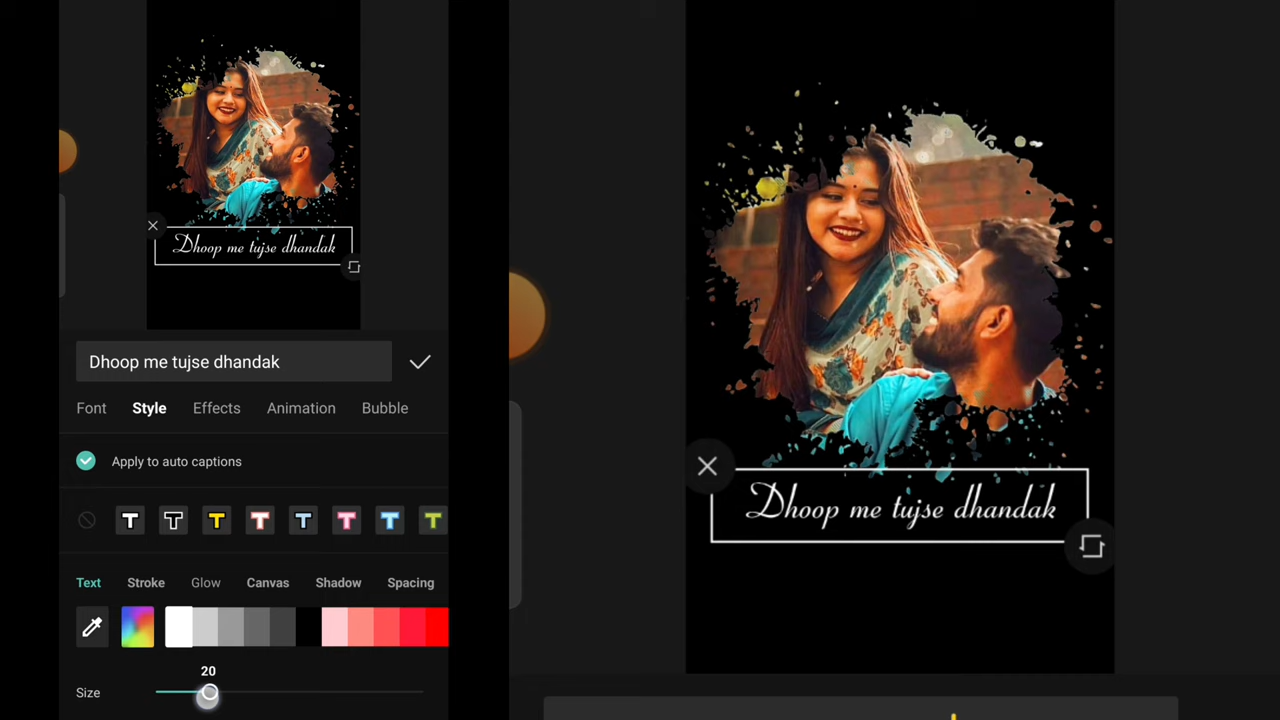 Dhoop me tujse dhandak
Dhoop me tujse dhandak
Font Style Effects Animation Bubble
Apply to auto captions
T T T T T T T T
Text Stroke Glow Canvas Shadow Spacing
20
Size
Dhoop me tujse dhandak